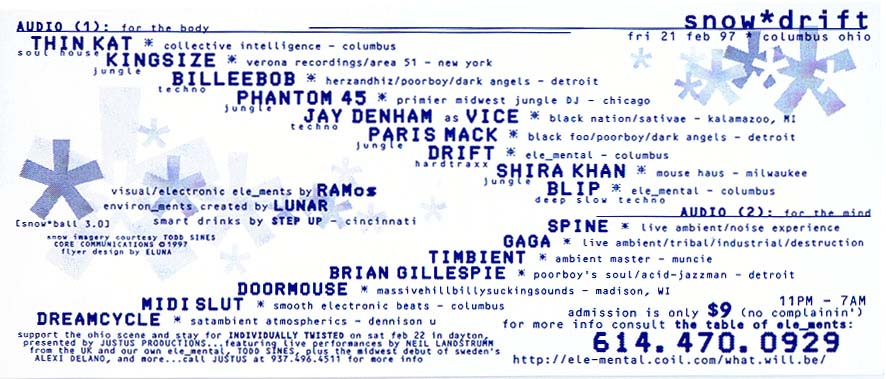 snow*drift
fri 21 feb 97 * columbus ohio
AUDIO (1): for the body
THIN KAT * collective intelligence - columbus
soul house
KINGSIZE * verona recordings/area 51 - new york
jungle
BILLEEBOB * herzandhiz/poorboy/dark angels - detroit
techno
PHANTOM 45 * primier midwest jungle DJ - chicago
jungle
JAY DENHAM as VICE * black nation/sativae - kalamazoo, MI
techno
PARIS MACK * black foo/poorboy/dark angels - detroit
jungle
DRIFT * ele_mental - columbus
hardtraxx
SHIRA KHAN * mouse haus - milwaukee
jungle
BLIP * ele_mental - columbus
deep slow techno
visual/electronic ele_ments by RAMos
environ_ments created by LUNAR
smart drinks by STEP UP - cincinnati
[snow*ball 3.0]
snow imagery courtesy TODD SINES
CORE COMMUNICATIONS ©1997
flyer design by ELUNA
AUDIO (2): for the mind
SPINE * live ambient/noise experience
GAGA * live ambient/tribal/industrial/destruction
TIMBIENT * ambient master - muncie
BRIAN GILLESPIE * poorboy's soul/acid-jazzman - detroit
DOORMOUSE * massivehillbillysuckingsounds - madison, WI
MIDI SLUT * smooth electronic beats - columbus
DREAMCYCLE * satambient atmospherics - dennison u
support the ohio scene and stay for INDIVIDUALLY TWISTED on sat feb 22 in dayton,
presented by JUSTUS PRODUCTIONS...featuring live performances by NEIL LANDSTRUMM
from the UK and our own ele_mental, TODD SINES, plus the midwest debut of sweden's
ALEXI DELANO, and more...call JUSTUS at 937.496.4511 for more info
11PM - 7AM
admission is only $9 (no complainin')
for more info consult the table of ele_ments:
614.470.0929
http://ele-mental.coil.com/what.will.be/